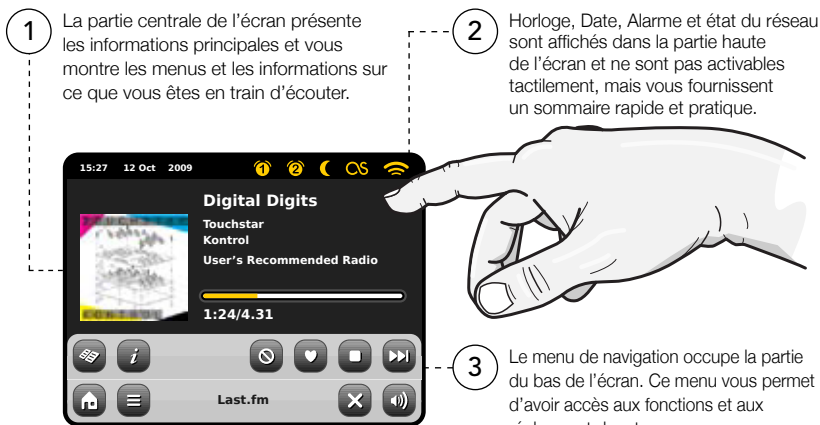 1
La partie centrale de l’écran présente
les informations principales et vous
montre les menus et les informations sur
ce que vous êtes en train d’écouter.
2
Horloge, Date, Alarme et état du réseau
sont affichés dans la partie haute
de l’écran et ne sont pas activables
tactilement, mais vous fournissent
un sommaire rapide et pratique.
15:27 12 Oct 2009
1 2
Digital Digits
Touchstar
Kontrol
User’s Recommended Radio
1:24/4.31
i
Last.fm
3
Le menu de navigation occupe la partie
du bas de l’écran. Ce menu vous permet
d’avoir accès aux fonctions et aux